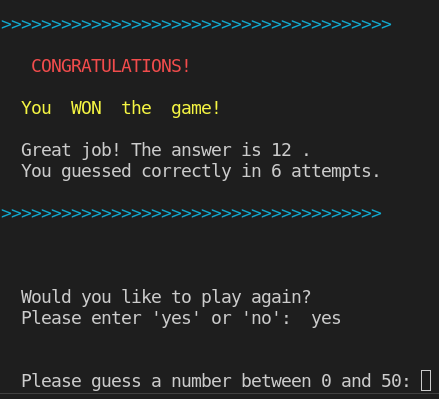 >>>>>>>>>>>>>>>>>>>>>>>>>>>>>>>>>>>>>>>
CONGRATULATIONS!
You  WON  the  game!
Great job! The answer is 12 .
You guessed correctly in 6 attempts.
>>>>>>>>>>>>>>>>>>>>>>>>>>>>>>>>>>>>>>
Would you like to play again?
Please enter 'yes' or 'no':  yes
Please guess a number between 0 and 50: